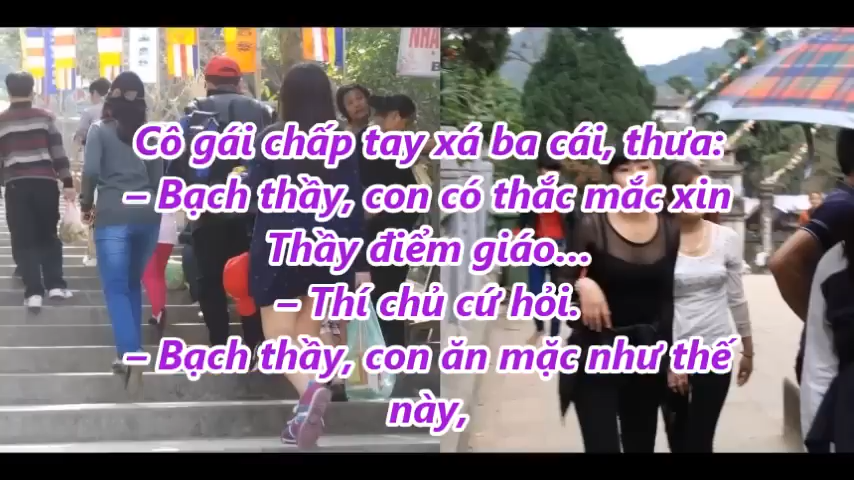 NHÀ
Cô gái chấp tay xá ba cái, thưa:
– Bạch thầy, con có thắc mắc xin
Thầy điểm giáo...
– Thí chủ cứ hỏi.
– Bạch thầy, con ăn mặc như thế
này,